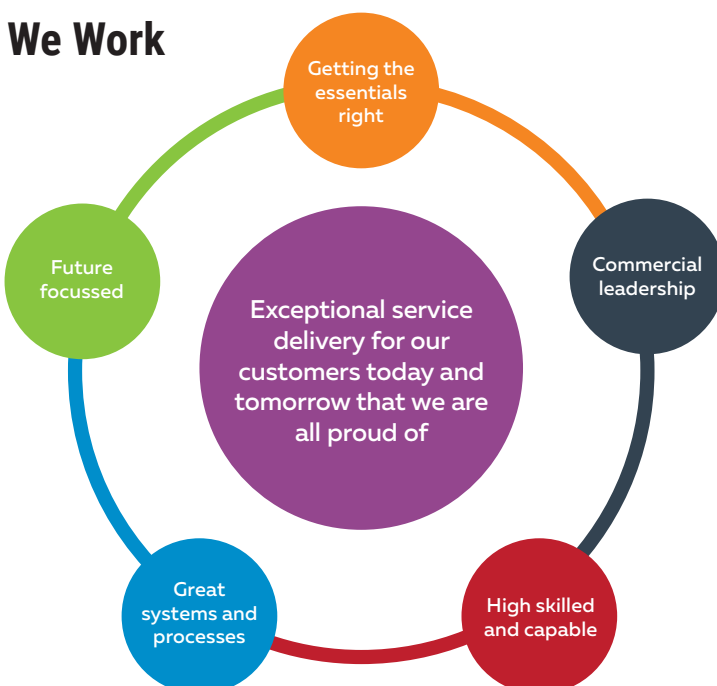 We Work
Getting the
essentials
right
Commercial
leadership
High skilled
and capable
Great
systems and
processes
Future
focussed
Exceptional service
delivery for our
customers today and
tomorrow that we are
all proud of